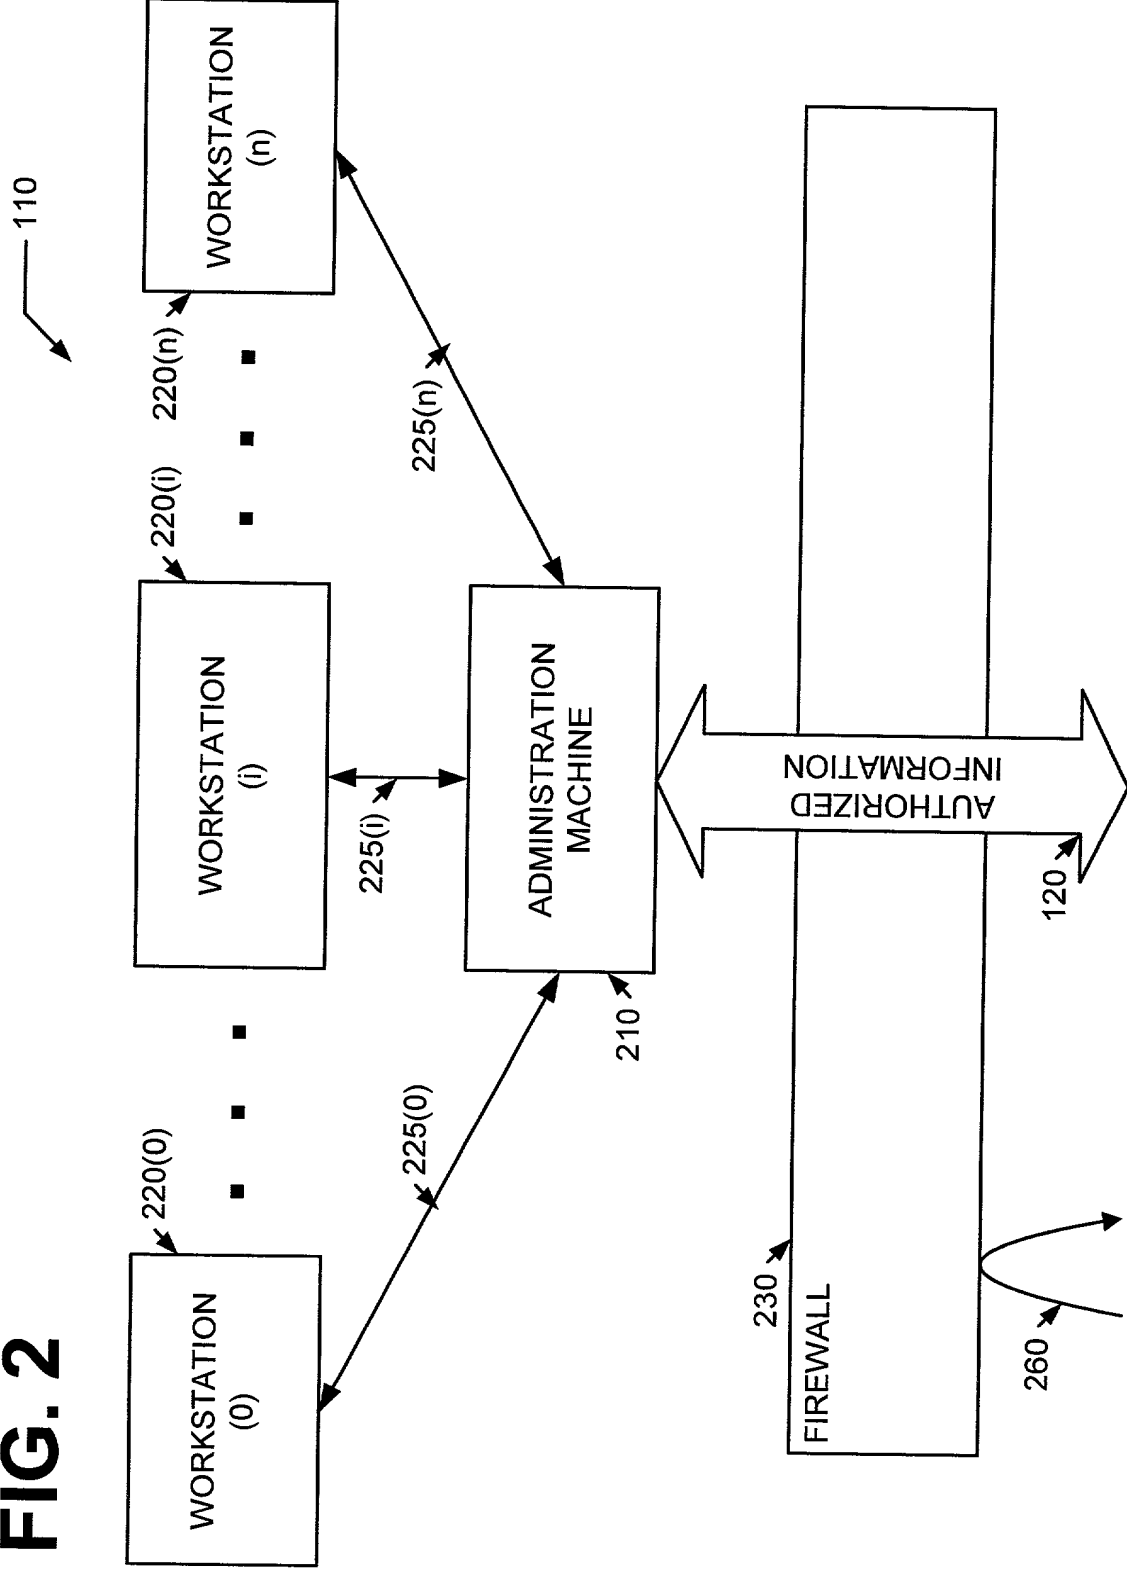 FIG. 2
110
220(0)
220(i)
220(n)
WORKSTATION
(0)
WORKSTATION
(i)
WORKSTATION
(n)
225(0)
225(i)
225(n)
ADMINISTRATION
MACHINE
210
230
FIREWALL
AUTHORIZED
INFORMATION
260
120